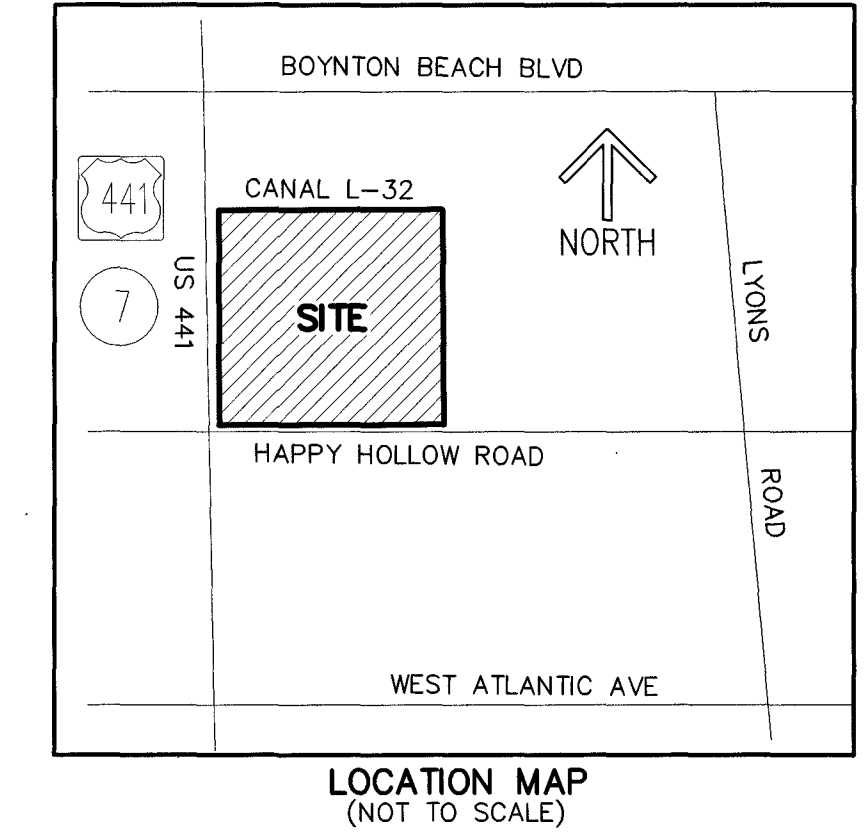 BOYNTON BEACH BLVD
CANAL L-32
441
NORTH
US 441
7
SITE
LYONS
HAPPY HOLLOW ROAD
ROAD
WEST ATLANTIC AVE
LOCATION MAP
(NOT TO SCALE)